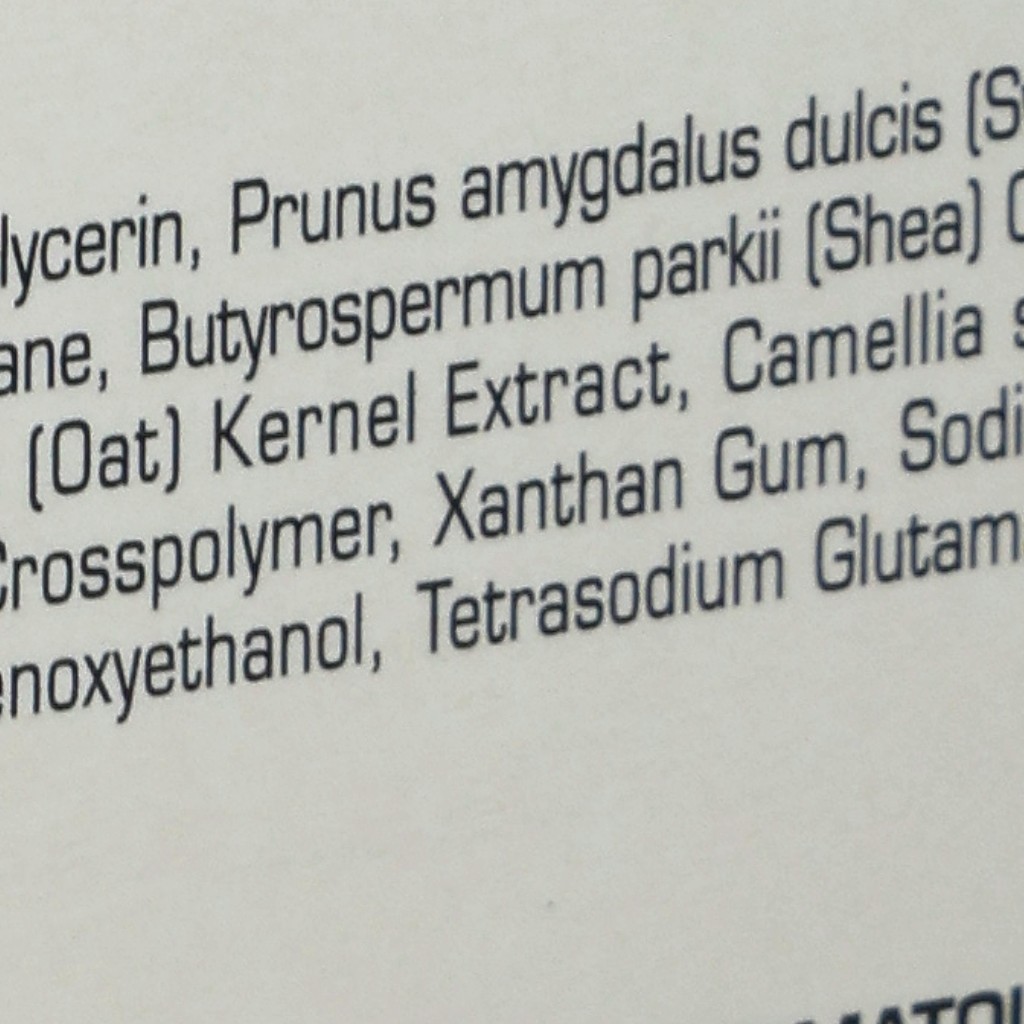 lycerin, Prunus amygdalus dulcis (S
ane, Butyrospermum parkii (Shea)
(Oat) Kernel Extract, Camellia s
Crosspolymer, Xanthan Gum, Sodi
enoxyethanol, Tetrasodium Glutam
MATOL